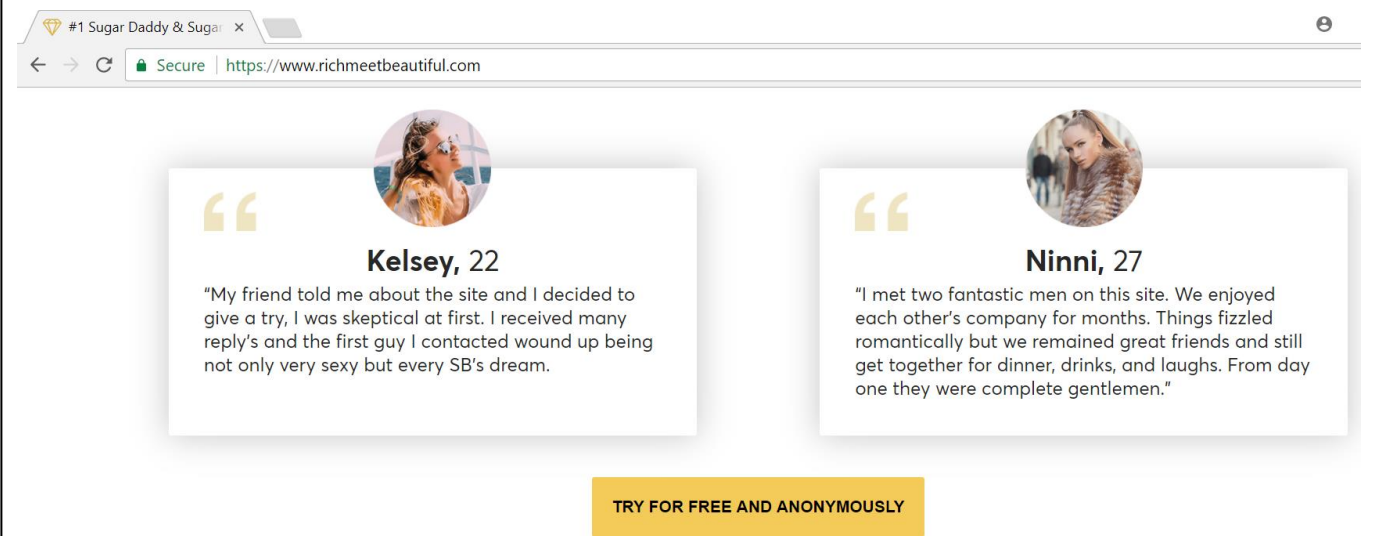 #1 Sugar Daddy & Sugar
Secure | https://www.richmeetbeautiful.com
Kelsey, 22
"My friend told me about the site and I decided to
give a try, I was skeptical at first. I received many
reply's and the first guy I contacted wound up being
not only very sexy but every SB's dream.
Ninni, 27
"I met two fantastic men on this site. We enjoyed
each other's company for months. Things fizzled
romantically but we remained great friends and still
get together for dinner, drinks, and laughs. From day
one they were complete gentlemen."
TRY FOR FREE AND ANONYMOUSLY